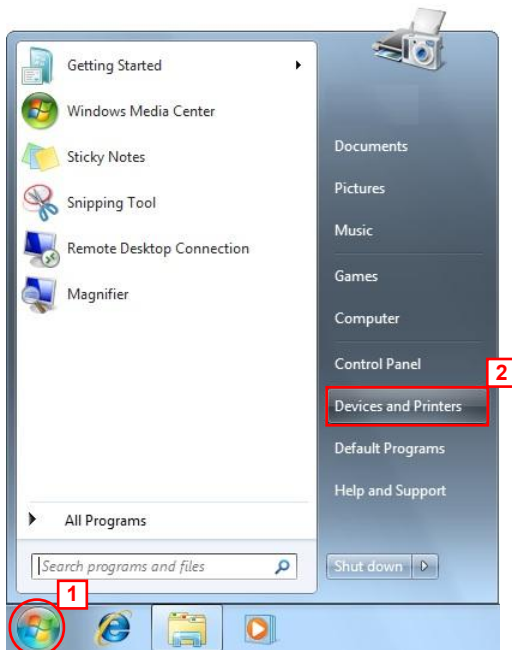 Getting Started
Windows Media Center
Sticky Notes
Snipping Tool
Remote Desktop Connection
Magnifier
All Programs
Search programs and files
Documents
Pictures
Music
Games
Computer
Control Panel
2
Devices and Printers
Default Programs
Help and Support
Shut down
1